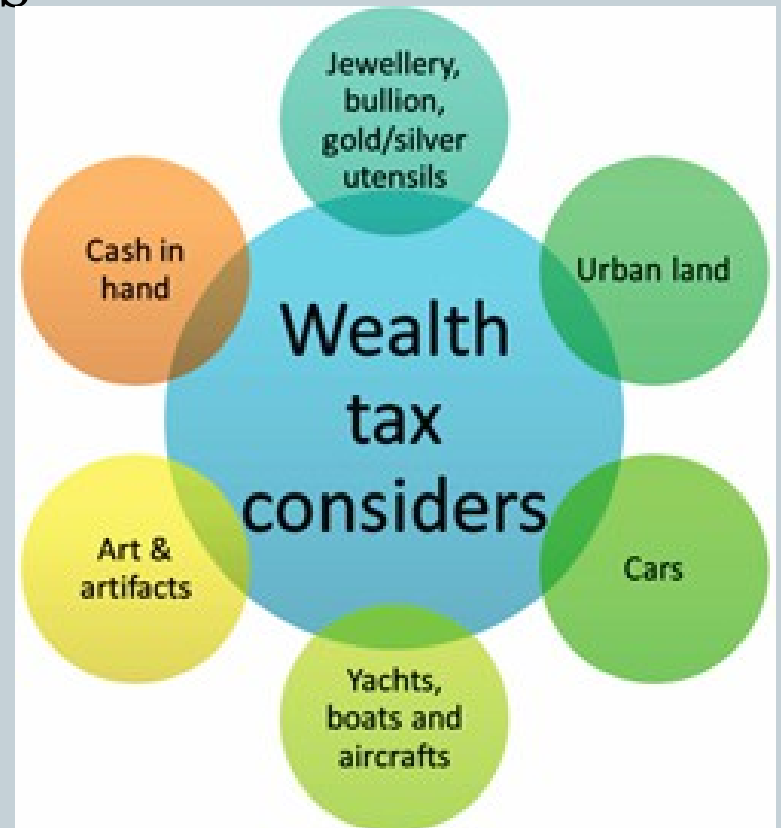 Jewellery,
bullion,
gold/silver
utensils
Urban land
Cars
Yachts,
boats and
aircrafts
Art &
artifacts
Cash in
hand
Wealth
tax
considers